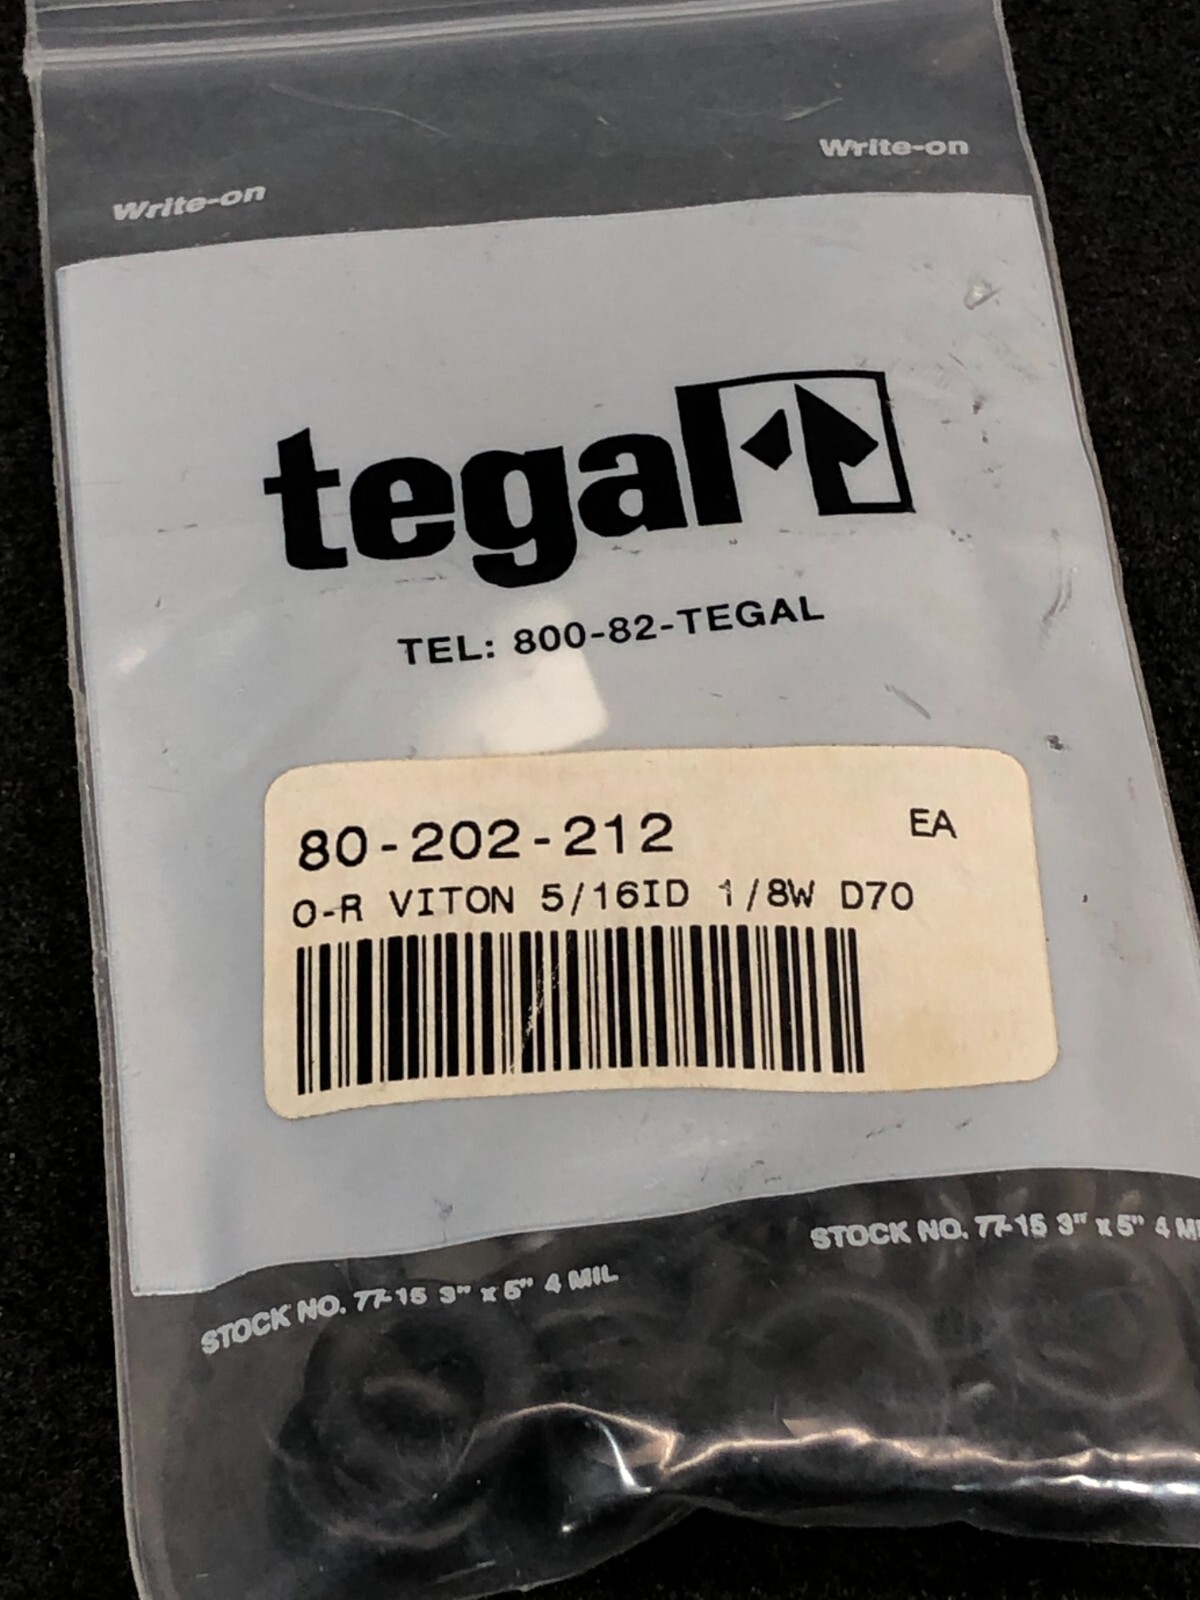 Write-on
Write-on
tegal
TEL: 800-82-TEGAL
80-202-212
EA
O-R VITON 5/16ID 1/8W D70
STOCK NO. 77-15 3" x 5" 4 MIL
STOCK NO. 77-15 3" x 5" 4 MI